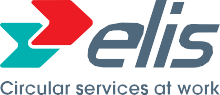 elis
Circular services at work